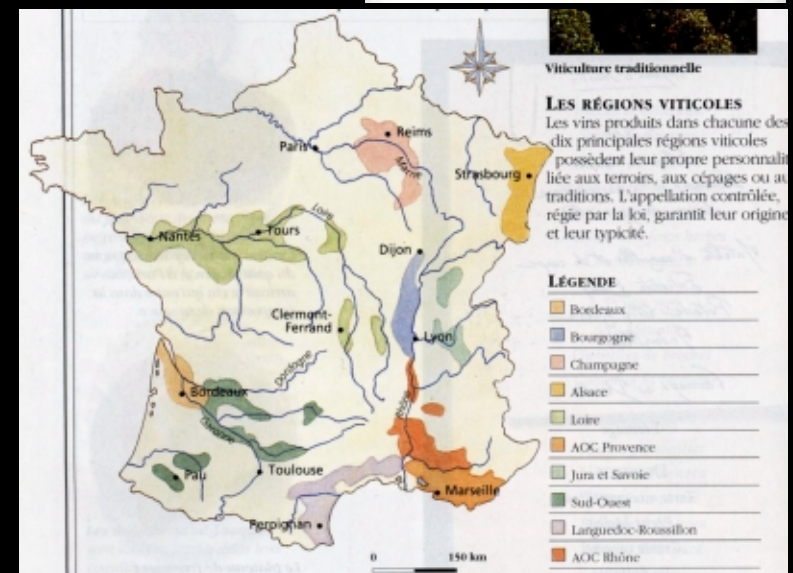 Viticulture traditionnelle
LES RÉGIONS VITICOLES
Les vins produits dans chacune des
dix principales régions viticoles
possèdent leur propre personnalit
liée aux terroirs, aux cépages ou au
traditions. L'appellation contrôlée,
régie par la loi, garantit leur origine
et leur typicité.
LÉGENDE
Bordeaux
Bourgogne
Champagne
Alsace
Loire
AOC Provence
Jura et Savoie
Sud-Ouest
Languedoc-Roussillon
AOC Rhône
Reims
Paris
Marne
Strasbourg
Loire
Nantes
Tours
Dijon
Clermont-
Ferrand
Lyon
Dordogne
Bordeaux
Rhône
Garonne
Pau
Toulouse
Marseille
Perpignan
0 150 km